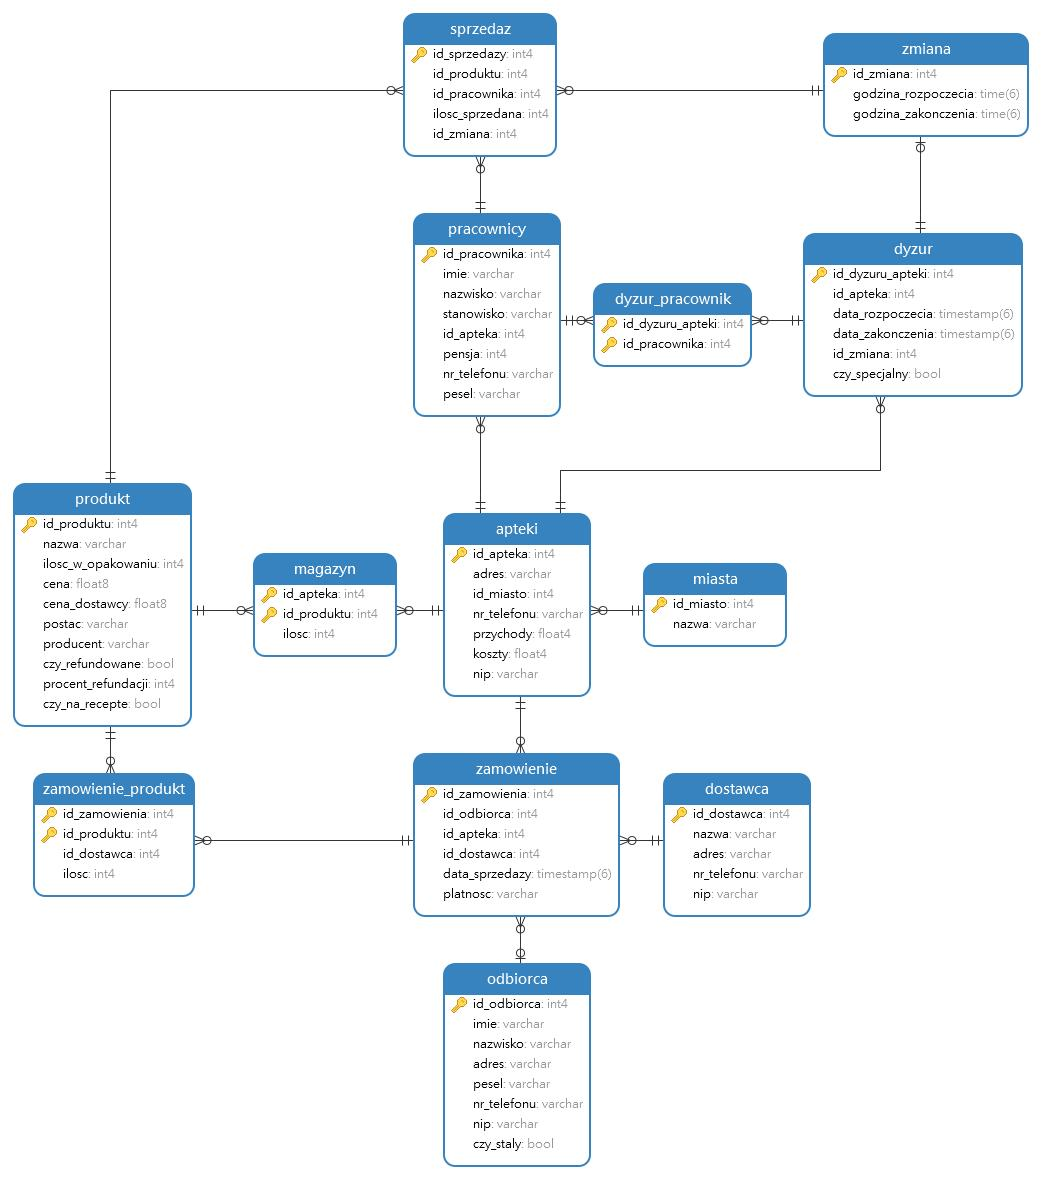 sprzedaz
id_sprzedazy: int4
id_produktu: int4
id_pracownika: int4
ilosc_sprzedana: int4
id_zmiana: int4
zmiana
id_zmiana: int4
godzina_rozpoczecia: time(6)
godzina_zakonczenia: time(6)
pracownicy
id_pracownika: int4
imie: varchar
nazwisko: varchar
stanowisko: varchar
id_apteka: int4
pensja: int4
nr_telefonu: varchar
pesel: varchar
dyzur_pracownik
id_dyzuru_apteki: int4
id_pracownika: int4
dyzur
id_dyzuru_apteki: int4
id_apteka: int4
data_rozpoczecia: timestamp(6)
data_zakonczenia: timestamp(6)
id_zmiana: int4
czy_specjalny: bool
produkt
id_produktu: int4
nazwa: varchar
ilosc_w_opakowaniu: int4
cena: float8
cena_dostawcy: float8
postac: varchar
producent: varchar
czy_refundowane: bool
procent_refundacji: int4
czy_na_recepte: bool
magazyn
id_apteka: int4
id_produktu: int4
ilosc: int4
apteki
id_apteka: int4
adres: varchar
id_miasto: int4
nr_telefonu: varchar
przychody: float4
koszty: float4
nip: varchar
miasta
id_miasto: int4
nazwa: varchar
zamowienie_produkt
id_zamowienia: int4
id_produktu: int4
id_dostawca: int4
ilosc: int4
zamowienie
id_zamowienia: int4
id_odbiorca: int4
id_apteka: int4
id_dostawca: int4
data_sprzedazy: timestamp(6)
platnosc: varchar
dostawca
id_dostawca: int4
nazwa: varchar
adres: varchar
nr_telefonu: varchar
nip: varchar
odbiorca
id_odbiorca: int4
imie: varchar
nazwisko: varchar
adres: varchar
pesel: varchar
nr_telefonu: varchar
nip: varchar
czy_staly: bool